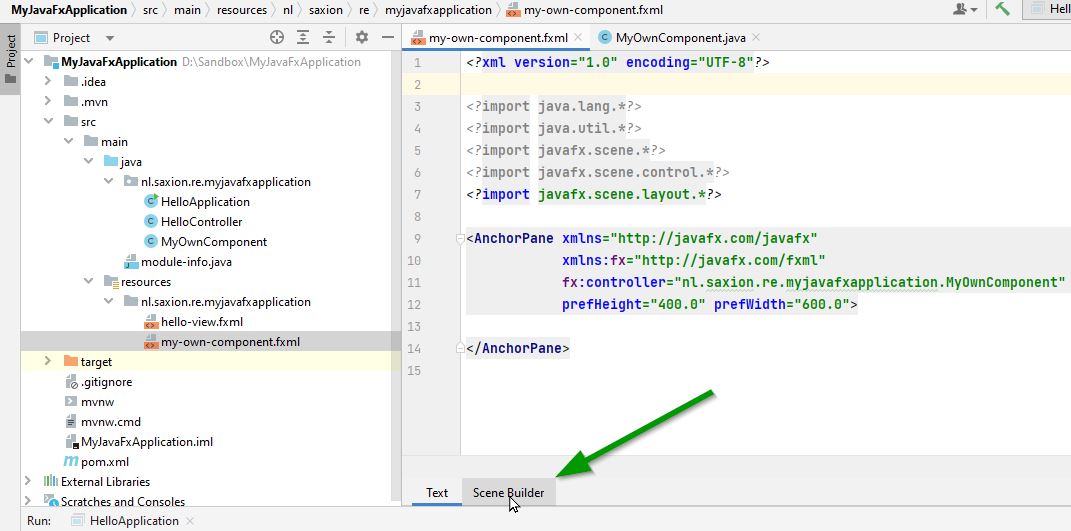 MyJavaFxApplication > src > main > resources > nl > saxion > re > myjavafxapplication > my-own-component.fxml
Hello
Project
Project
my-own-component.fxml
MyOwnComponent.java
MyJavaFxApplication D:\Sandbox\MyJavaFxApplication
.idea
.mvn
src
main
java
nl.saxion.re.myjavafxapplication
HelloApplication
HelloController
MyOwnComponent
module-info.java
resources
nl.saxion.re.myjavafxapplication
hello-view.fxml
my-own-component.fxml
target
.gitignore
mvnw
mvnw.cmd
MyJavaFxApplication.iml
pom.xml
External Libraries
Scratches and Consoles
1 <?xml version="1.0" encoding="UTF-8"?>
2
3 <?import java.lang.*?>
4 <?import java.util.*?>
5 <?import javafx.scene.*?>
6 <?import javafx.scene.control.*?>
7 <?import javafx.scene.layout.*?>
8
9 <AnchorPane xmlns="http://javafx.com/javafx"
10 xmlns:fx="http://javafx.com/fxml"
11 fx:controller="nl.saxion.re.myjavafxapplication.MyOwnComponent"
12 prefHeight="400.0" prefWidth="600.0">
13
14 </AnchorPane>
15
Text
Scene Builder
Run:
HelloApplication